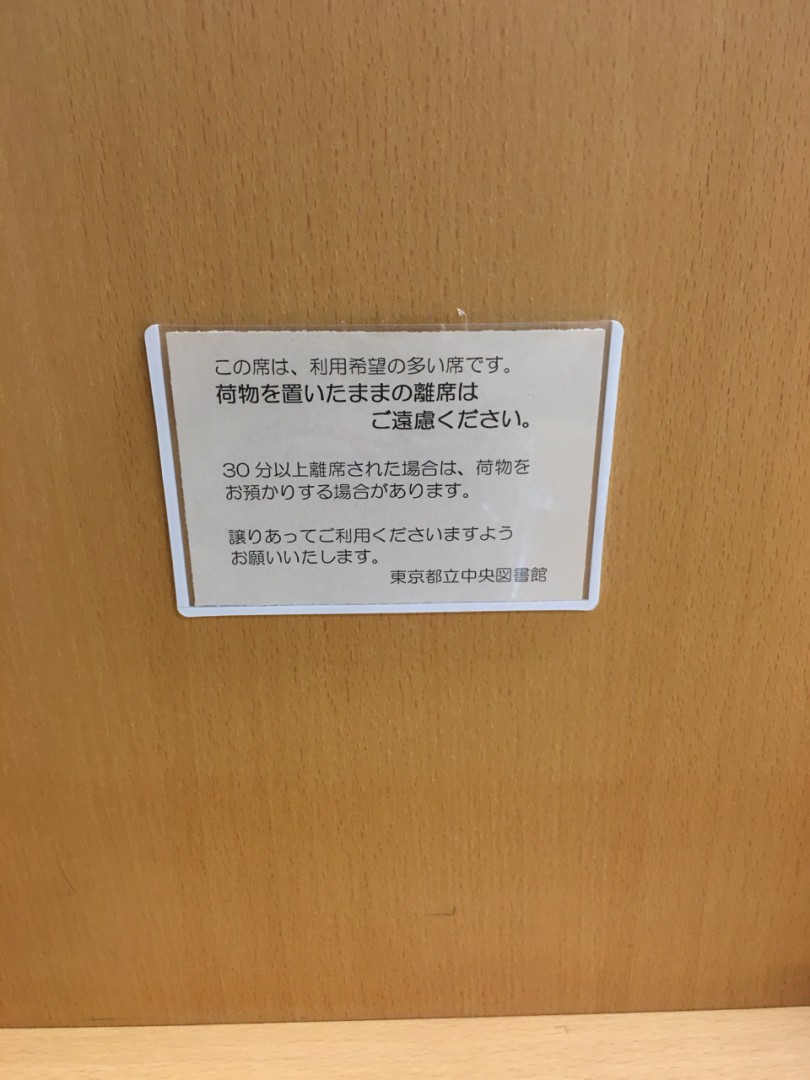 この席は、利用希望の多い席です。
荷物を置いたままの離席は
ご遠慮ください。
30分以上離席された場合は、荷物を
お預かりする場合があります。
譲りあってご利用くださいますよう
お願いいたします。
東京都立中央図書館